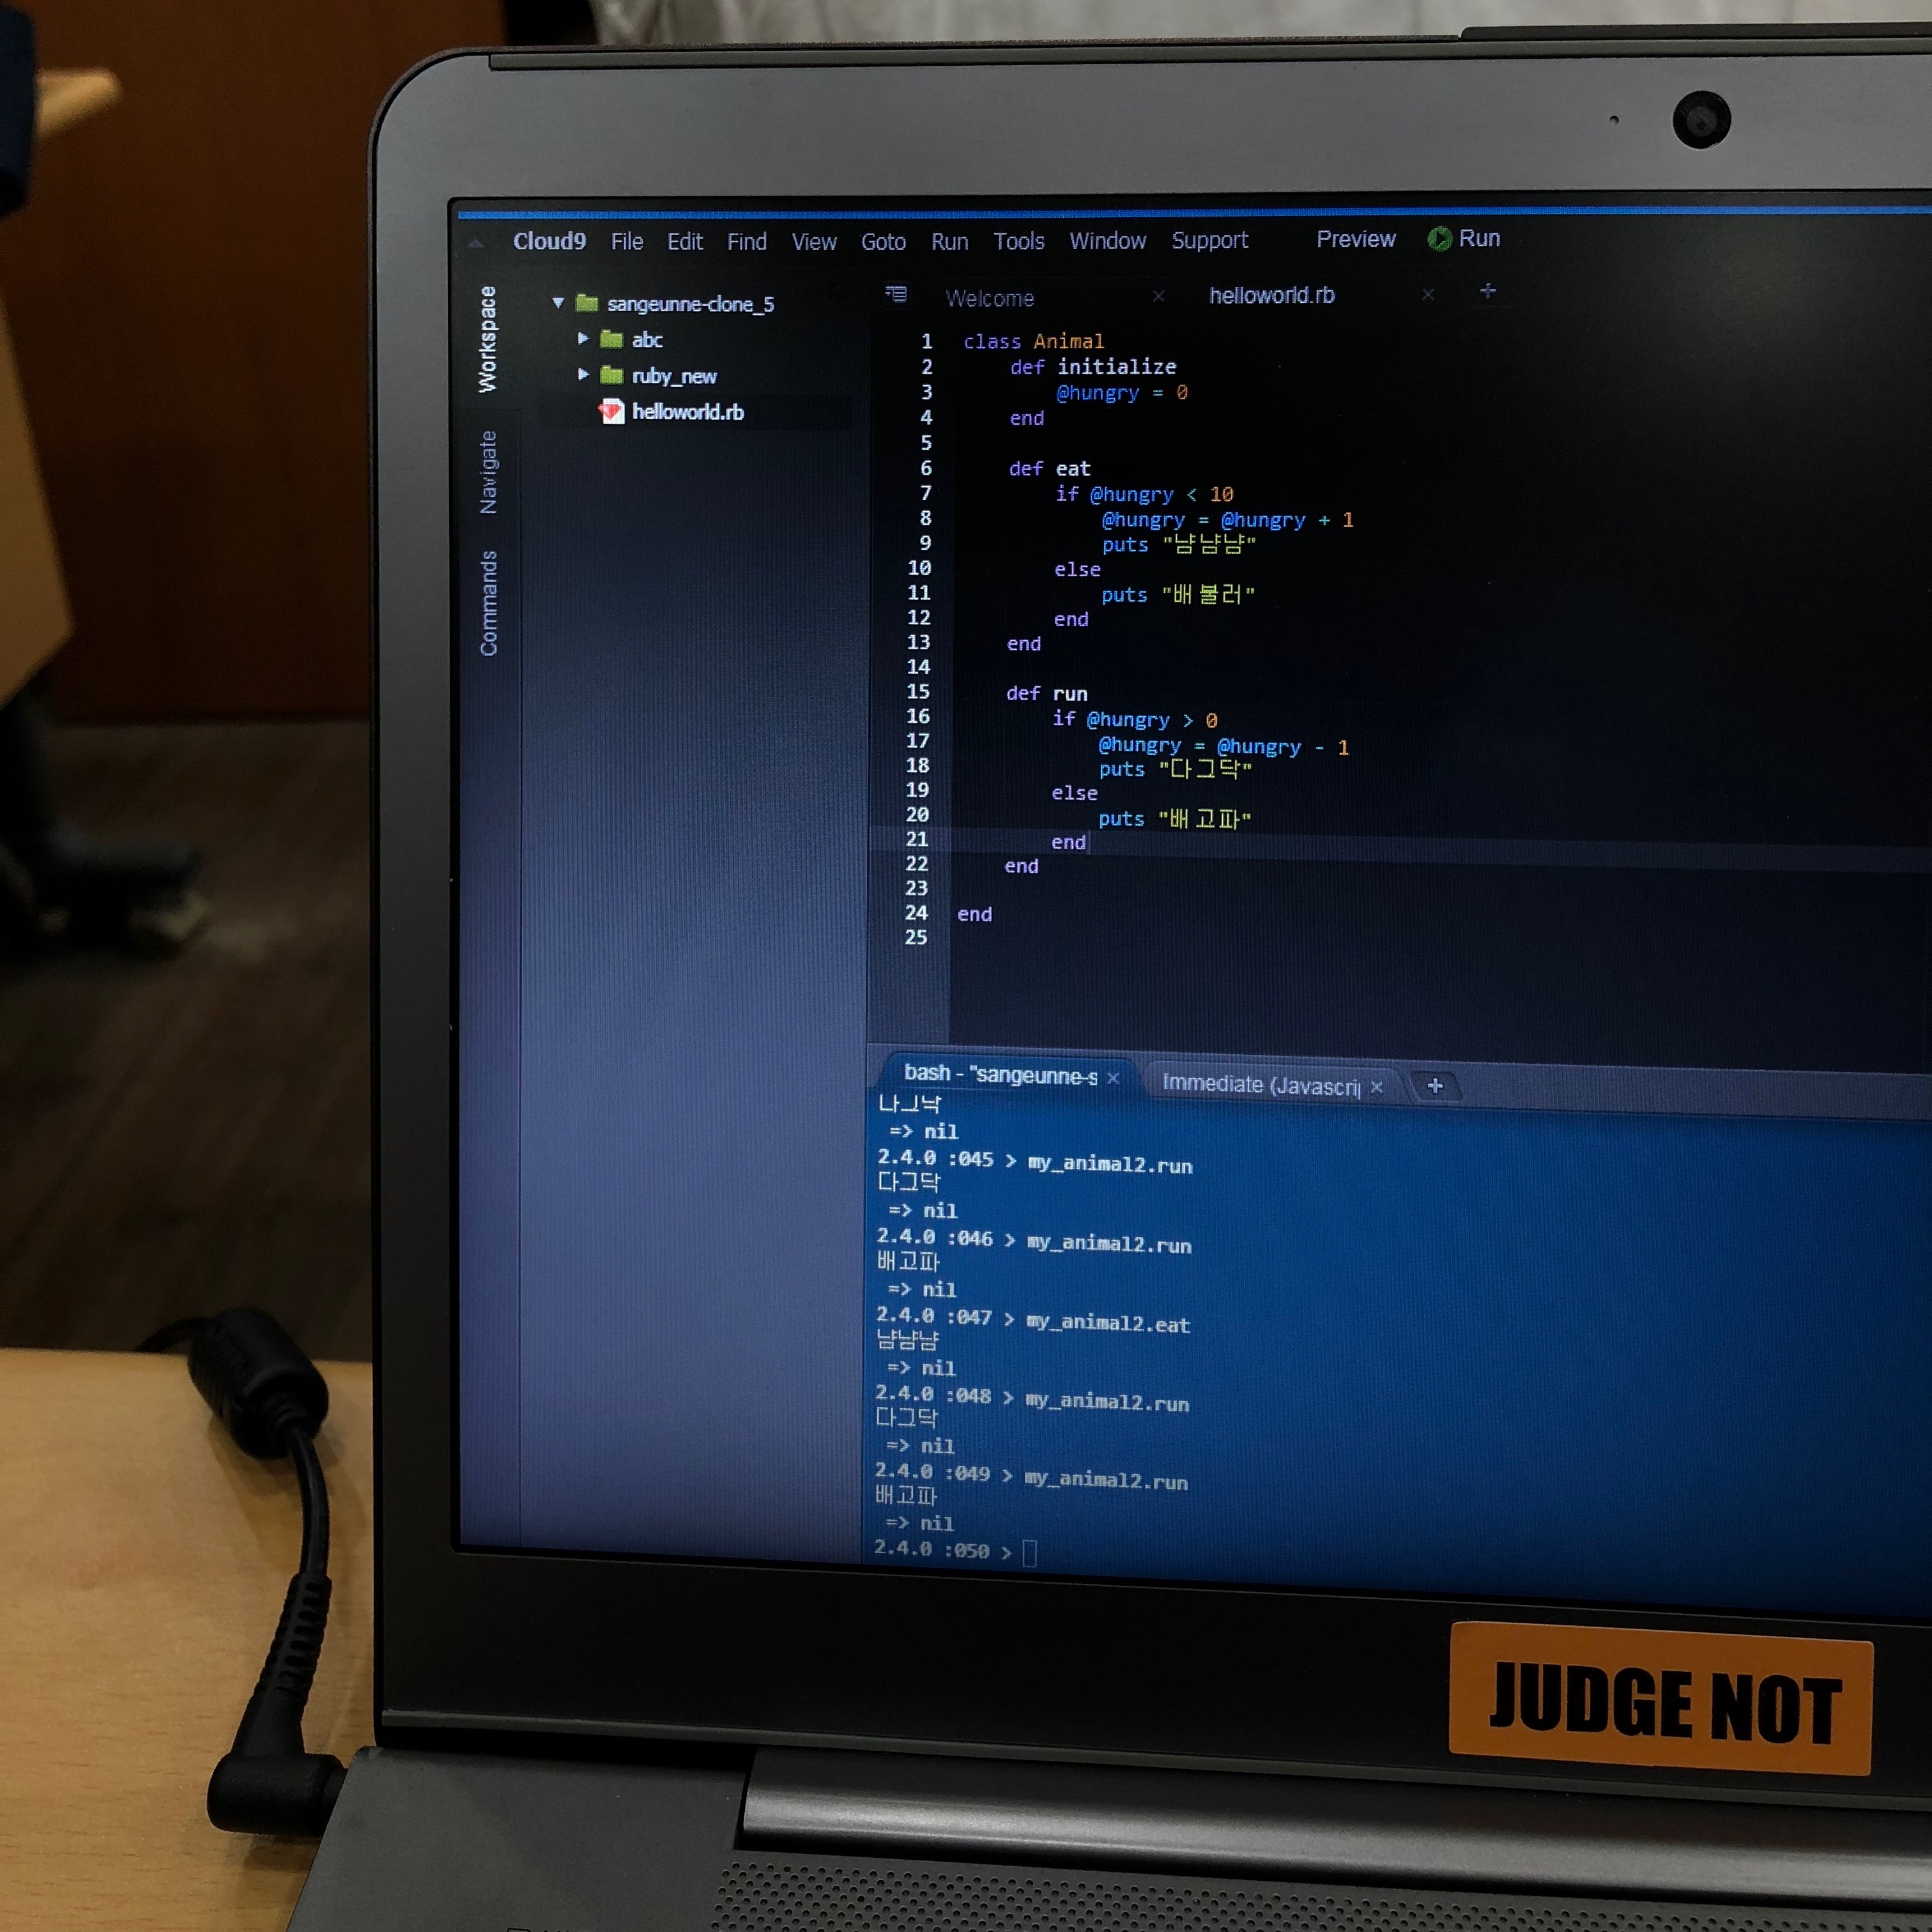 Cloud9 File Edit Find View Goto Run Tools Window Support Preview Run
Workspace
Navigate
Commands
sangeunne-clone_5
abc
ruby_new
helloworld.rb
Welcome helloworld.rb
1 class Animal
2 def initialize
3 @hungry = 0
4 end
5
6 def eat
7 if @hungry < 10
8 @hungry = @hungry + 1
9 puts "냠냠냠"
10 else
11 puts "배불러"
12 end
13 end
14
15 def run
16 if @hungry > 0
17 @hungry = @hungry - 1
18 puts "다그닥"
19 else
20 puts "배고파"
21 end
22 end
23
24 end
25
bash - "sangeunne-s Immediate (Javascri
다그닥
=> nil
2.4.0 :045 > my_animal2.run
다그닥
=> nil
2.4.0 :046 > my_animal2.run
배고파
=> nil
2.4.0 :047 > my_animal2.eat
냠냠냠
=> nil
2.4.0 :048 > my_animal2.run
다그닥
=> nil
2.4.0 :049 > my_animal2.run
배고파
=> nil
2.4.0 :050 >
JUDGE NOT